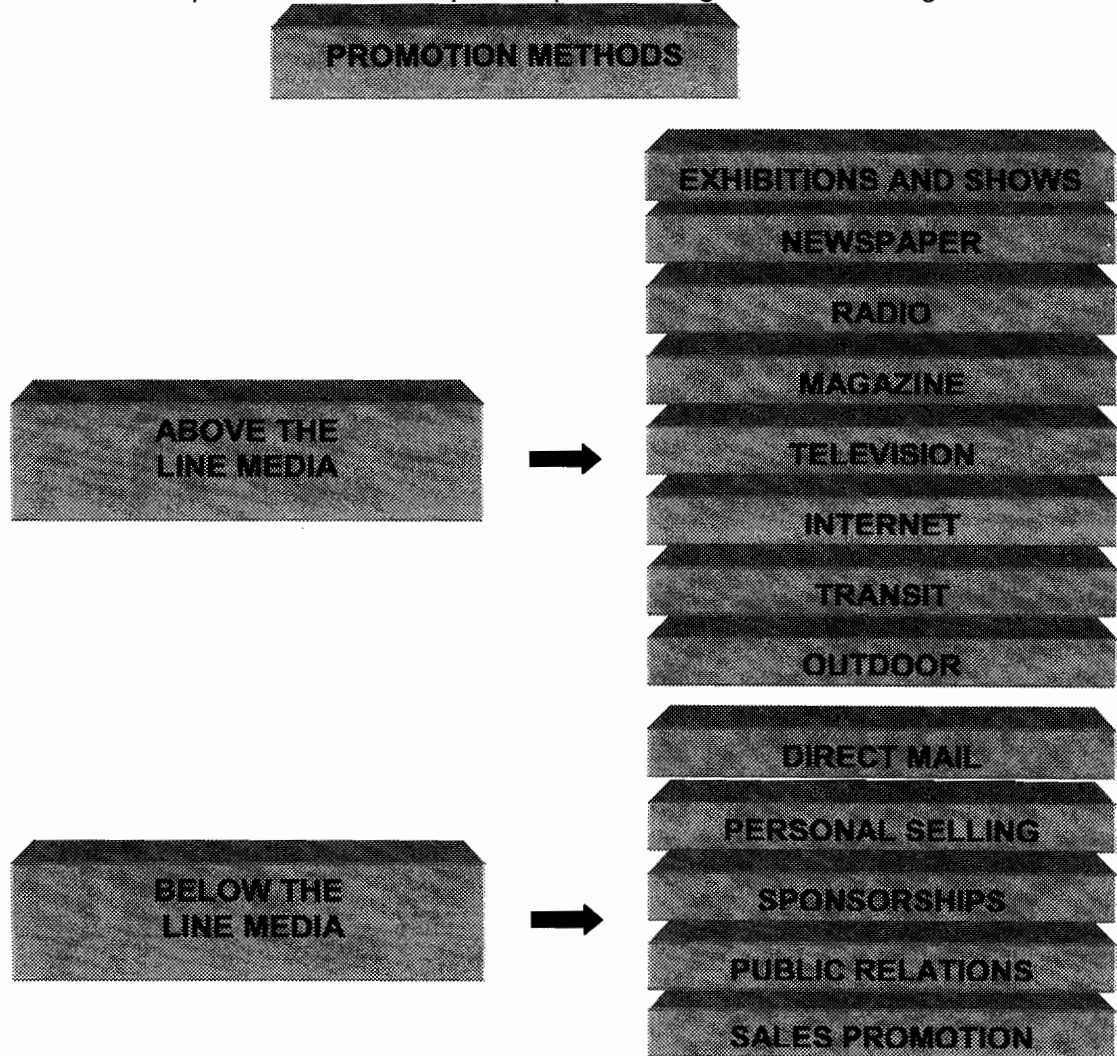 PROMOTION METHODS
EXHIBITIONS AND SHOWS
NEWSPAPER
RADIO
MAGAZINE
ABOVE THE
LINE MEDIA
TELEVISION
INTERNET
TRANSIT
OUTDOOR
DIRECT MAIL
PERSONAL SELLING
BELOW THE
LINE MEDIA
SPONSORSHIPS
PUBLIC RELATIONS
SALES PROMOTION